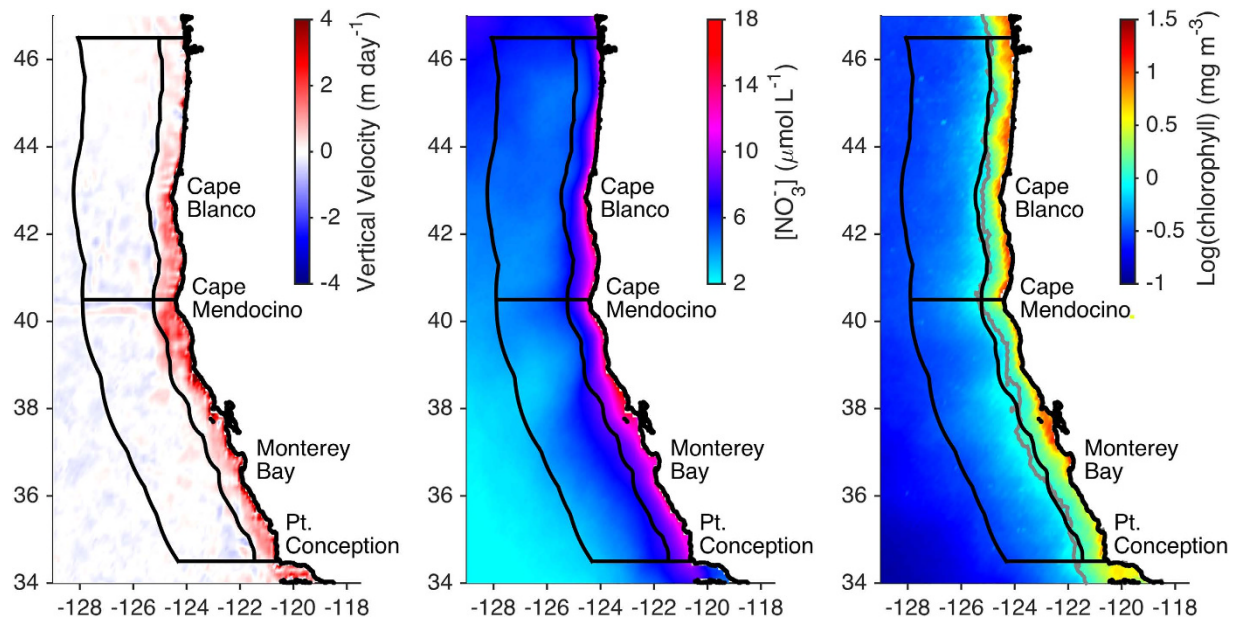 46
44
42
40
38
36
34
-128
-126
-124
-122
-120
-118
4
2
0
-2
-4
Vertical Velocity (m day⁻¹)
Cape
Blanco
Cape
Mendocino
Monterey
Bay
Pt.
Conception
46
44
42
40
38
36
34
-128
-126
-124
-122
-120
-118
18
14
10
6
2
[NO₃⁻] (μmol L⁻¹)
Cape
Blanco
Cape
Mendocino
Monterey
Bay
Pt.
Conception
46
44
42
40
38
36
34
-128
-126
-124
-122
-120
-118
1.5
1
0.5
0
-0.5
-1
Log(chlorophyll) (mg m⁻³)
Cape
Blanco
Cape
Mendocino
Monterey
Bay
Pt.
Conception